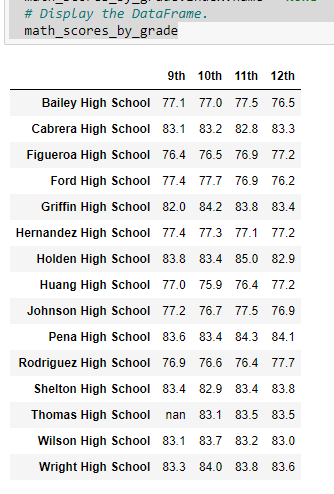 # Display the DataFrame.
math_scores_by_grade
9th 10th 11th 12th
Bailey High School 77.1 77.0 77.5 76.5
Cabrera High School 83.1 83.2 82.8 83.3
Figueroa High School 76.4 76.5 76.9 77.2
Ford High School 77.4 77.7 76.9 76.2
Griffin High School 82.0 84.2 83.8 83.4
Hernandez High School 77.4 77.3 77.1 77.2
Holden High School 83.8 83.4 85.0 82.9
Huang High School 77.0 75.9 76.4 77.2
Johnson High School 77.2 76.7 77.5 76.9
Pena High School 83.6 83.4 84.3 84.1
Rodriguez High School 76.9 76.6 76.4 77.7
Shelton High School 83.4 82.9 83.4 83.8
Thomas High School nan 83.1 83.5 83.5
Wilson High School 83.1 83.7 83.2 83.0
Wright High School 83.3 84.0 83.8 83.6